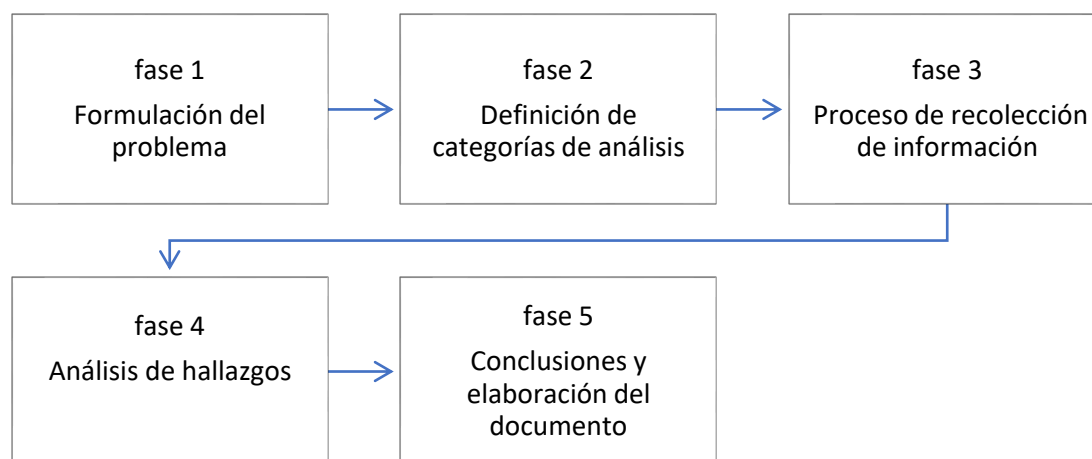 fase 1
Formulación del
problema
fase 2
Definición de
categorías de análisis
fase 3
Proceso de recolección
de información
fase 4
Análisis de hallazgos
fase 5
Conclusiones y
elaboración del
documento